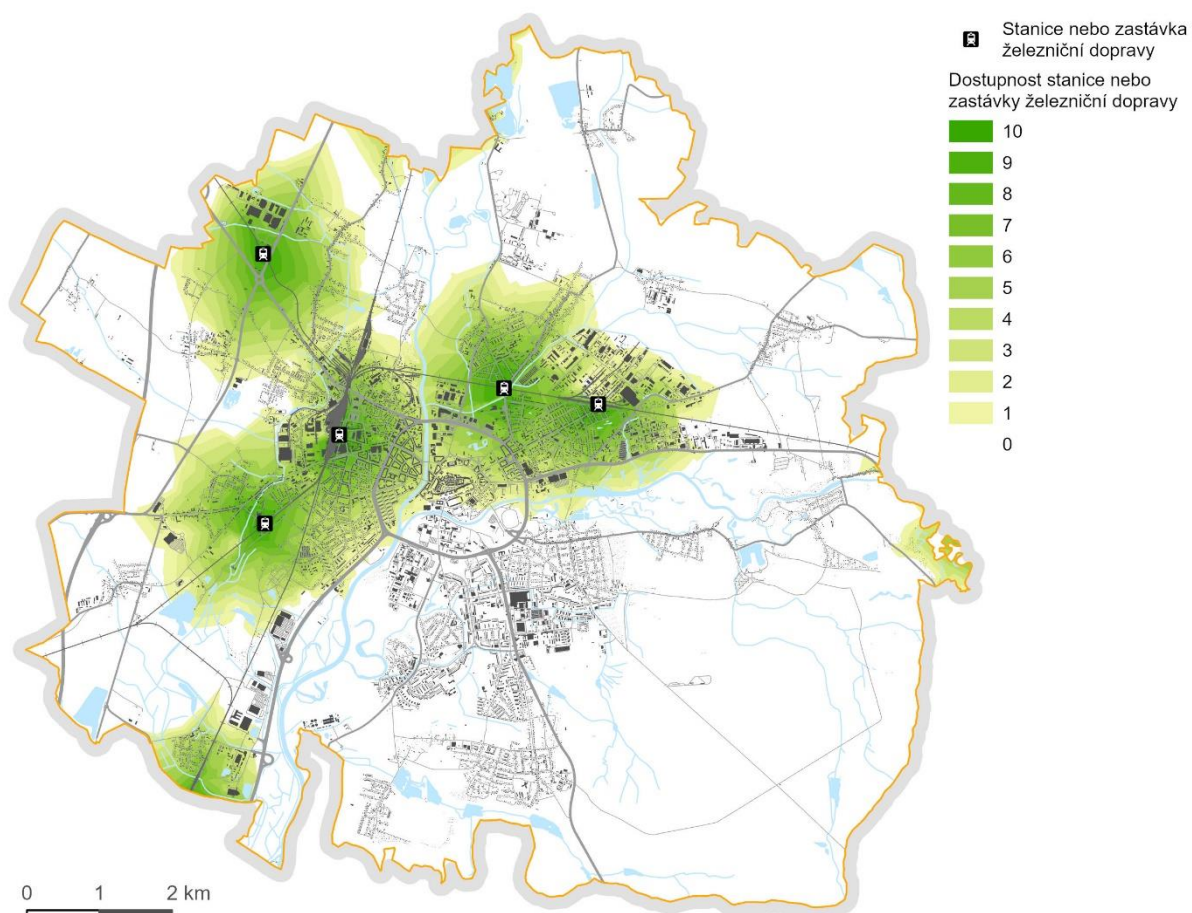 Stanice nebo zastávka
železniční dopravy
Dostupnost stanice nebo
zastávky železniční dopravy
10
9
8
7
6
5
4
3
2
1
0
0 1 2 km